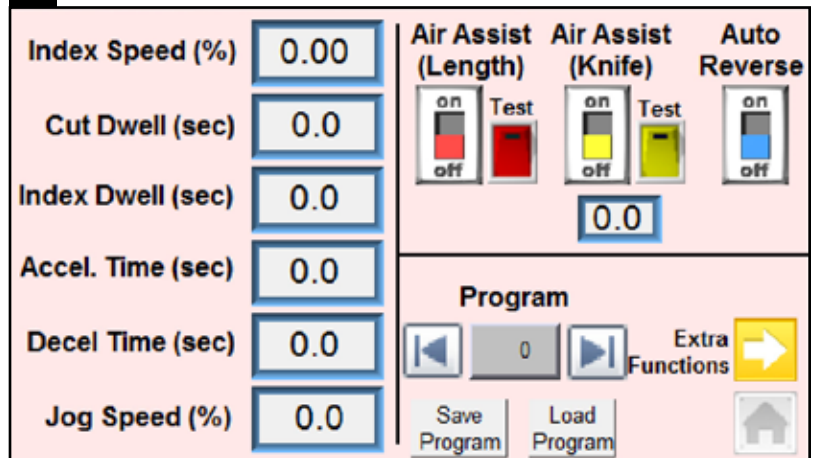 Index Speed (%) 0.00
Cut Dwell (sec) 0.0
Index Dwell (sec) 0.0
Accel. Time (sec) 0.0
Decel Time (sec) 0.0
Jog Speed (%) 0.0
Air Assist
(Length)
on
Test
off
Air Assist
(Knife)
on
Test
off
0.0
Auto
Reverse
on
off
Program
0
Extra
Functions
Save
Program
Load
Program